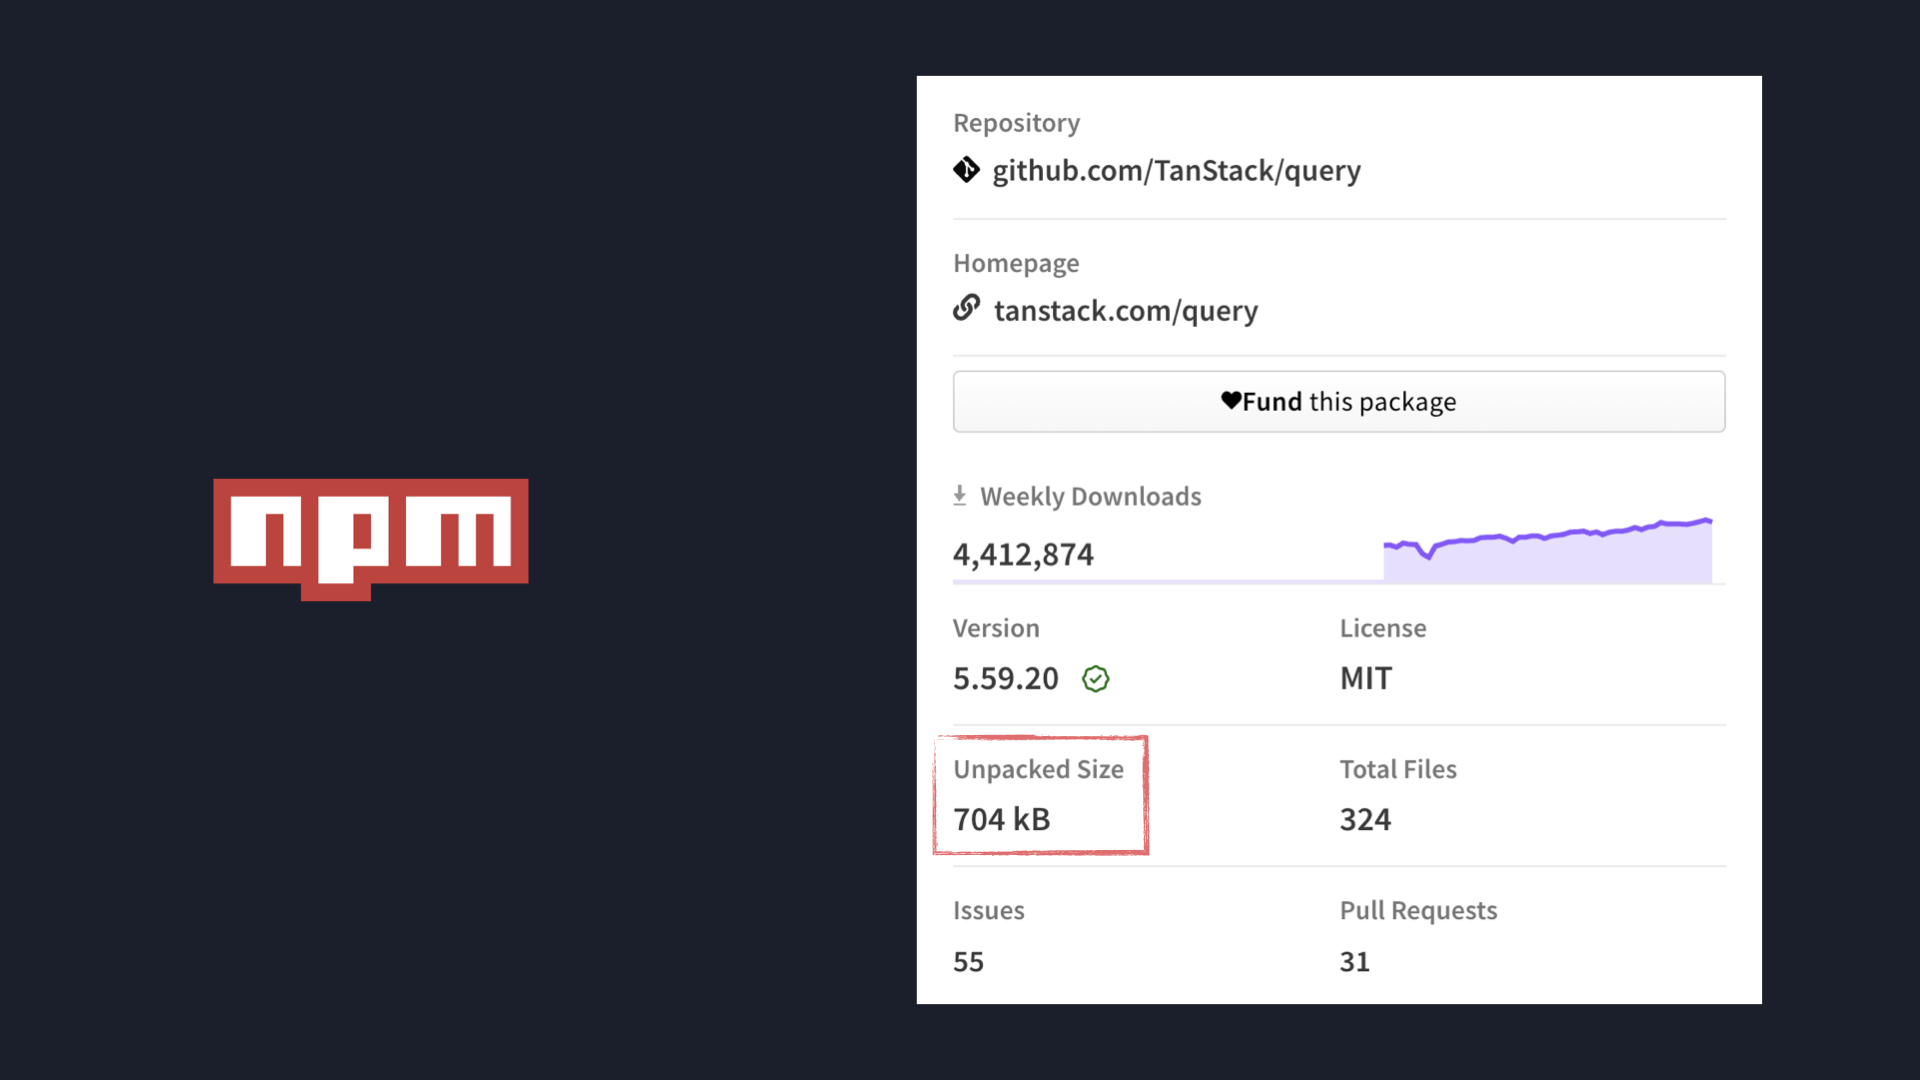 npm
Repository
github.com/TanStack/query
Homepage
tanstack.com/query
Fund this package
Weekly Downloads
4,412,874
Version
License
5.59.20
MIT
Unpacked Size
Total Files
704 kB
324
Issues
Pull Requests
55
31